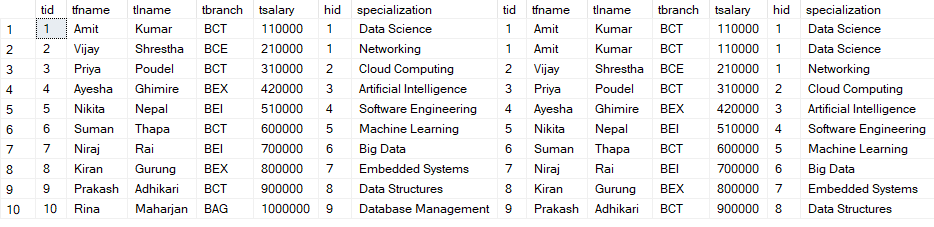 tid tfname tlname tbranch tsalary hid specialization tid tfname tlname tbranch tsalary hid specialization
1 1 Amit Kumar BCT 110000 1 Data Science 1 Amit Kumar BCT 110000 1 Data Science
2 2 Vijay Shrestha BCE 210000 1 Networking 1 Amit Kumar BCT 110000 1 Data Science
3 3 Priya Poudel BCT 310000 2 Cloud Computing 2 Vijay Shrestha BCE 210000 1 Networking
4 4 Ayesha Ghimire BEX 420000 3 Artificial Intelligence 3 Priya Poudel BCT 310000 2 Cloud Computing
5 5 Nikita Nepal BEI 510000 4 Software Engineering 4 Ayesha Ghimire BEX 420000 3 Artificial Intelligence
6 6 Suman Thapa BCT 600000 5 Machine Learning 5 Nikita Nepal BEI 510000 4 Software Engineering
7 7 Niraj Rai BEI 700000 6 Big Data 6 Suman Thapa BCT 600000 5 Machine Learning
8 8 Kiran Gurung BEX 800000 7 Embedded Systems 7 Niraj Rai BEI 700000 6 Big Data
9 9 Prakash Adhikari BCT 900000 8 Data Structures 8 Kiran Gurung BEX 800000 7 Embedded Systems
10 10 Rina Maharjan BAG 1000000 9 Database Management 9 Prakash Adhikari BCT 900000 8 Data Structures